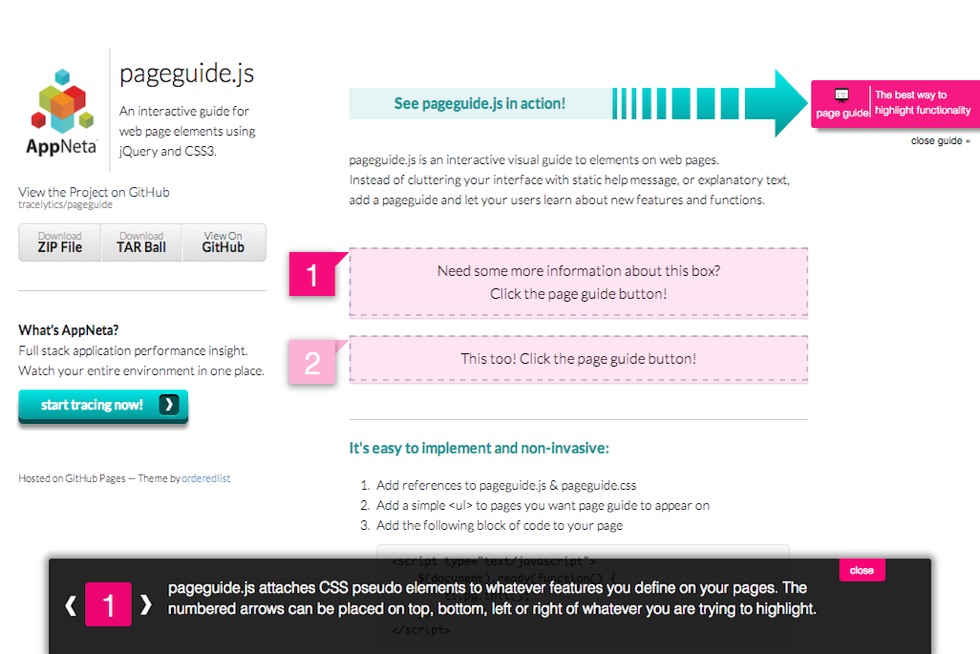 pageguide.js
An interactive guide for
web page elements using
jQuery and CSS3.
AppNeta
View the Project on GitHub
tracelytics/pageguide
Download
ZIP File
Download
TAR Ball
View On
GitHub
What's AppNeta?
Full stack application performance insight.
Watch your entire environment in one place.
start tracing now!
Hosted on GitHub Pages — Theme by orderedlist
See pageguide.js in action!
page guide
The best way to
highlight functionality
close guide »
pageguide.js is an interactive visual guide to elements on web pages.
Instead of cluttering your interface with static help message, or explanatory text,
add a pageguide and let your users learn about new features and functions.
1
Need some more information about this box?
Click the page guide button!
2
This too! Click the page guide button!
It's easy to implement and non-invasive:
1. Add references to pageguide.js & pageguide.css
2. Add a simple <ul> to pages you want page guide to appear on
3. Add the following block of code to your page
<script type="text/javascript">
$(document).ready(function() {
tl.pg.init();
</script>
close
1
pageguide.js attaches CSS pseudo elements to whatever features you define on your pages. The
numbered arrows can be placed on top, bottom, left or right of whatever you are trying to highlight.